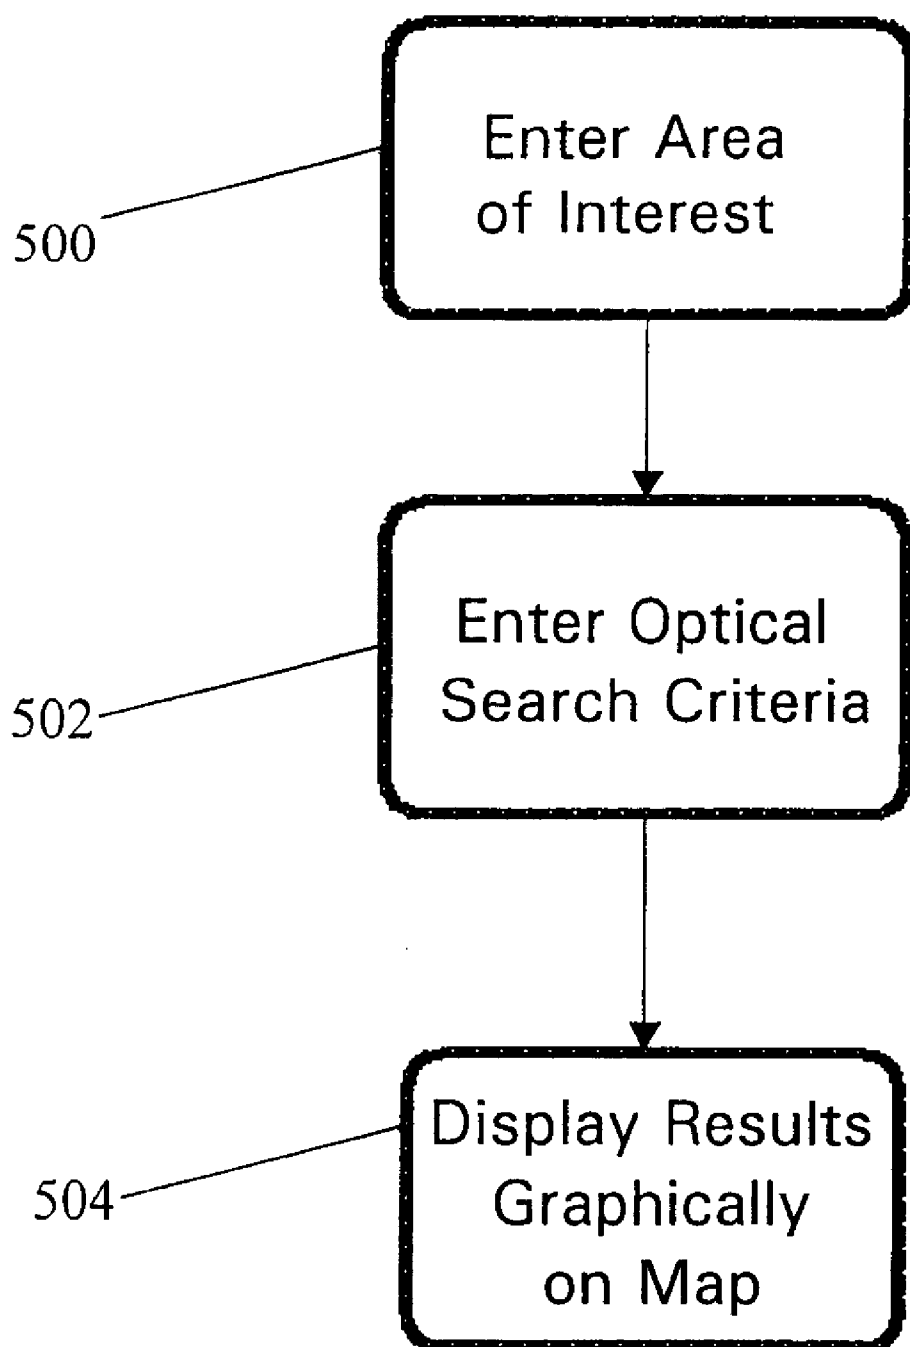 Enter Area
of Interest
500
Enter Optical
Search Criteria
502
Display Results
Graphically
on Map
504